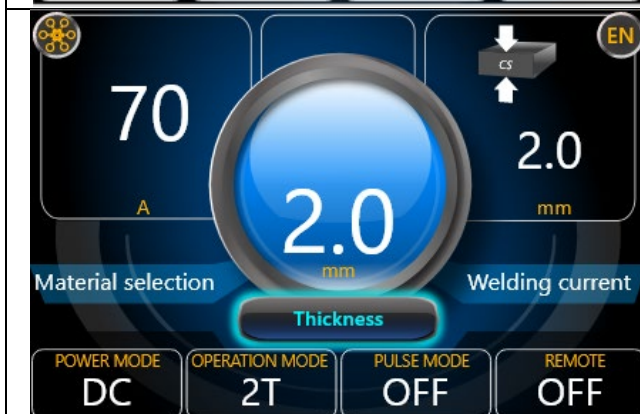 EN
CS
70
A
2.0
mm
2.0
mm
Material selection
Welding current
Thickness
POWER MODE
DC
OPERATION MODE
2T
PULSE MODE
OFF
REMOTE
OFF